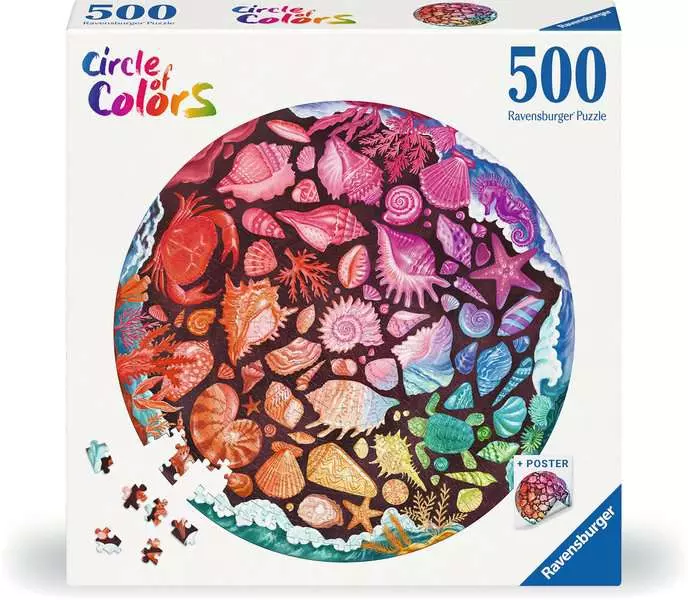 500
Ravensburger Puzzle
Circle of Colors
Ravensburger
Circle
of
Colors
500
Ravensburger® Puzzle
+ POSTER
Ravensburger